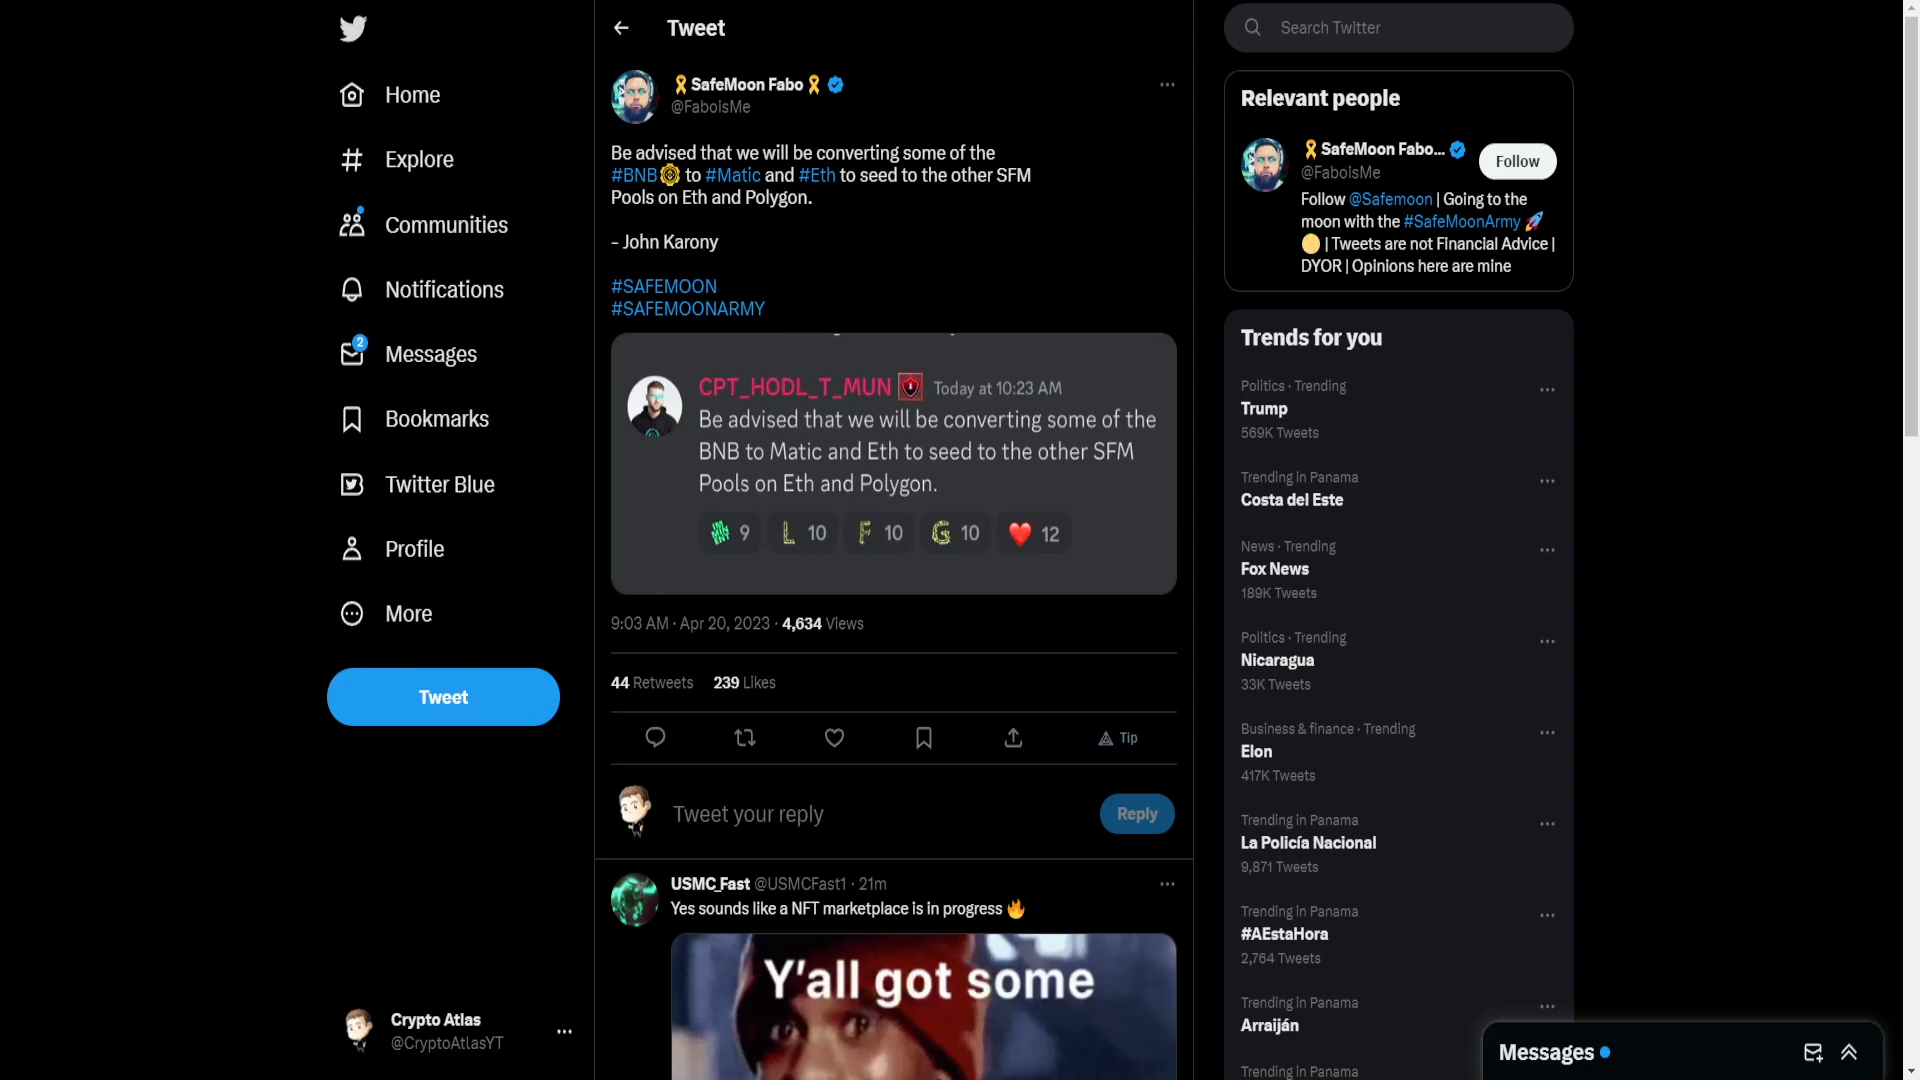 Home
Explore
Communities
Notifications
2
Messages
Bookmarks
Twitter Blue
Profile
More
Tweet
Crypto Atlas
@CryptoAtlasYT
Tweet
SafeMoon Fabo
@FaboisMe
Be advised that we will be converting some of the
#BNB to #Matic and #Eth to seed to the other SFM
Pools on Eth and Polygon.
- John Karony
#SAFEMOON
#SAFEMOONARMY
CPT_HODL_T_MUN Today at 10:23 AM
Be advised that we will be converting some of the
BNB to Matic and Eth to seed to the other SFM
Pools on Eth and Polygon.
9 L 10 F 10 G 10 12
9:03 AM · Apr 20, 2023 · 4,634 Views
44 Retweets 239 Likes
Tip
Tweet your reply
Reply
USMC_Fast @USMCFast1 · 21m
Yes sounds like a NFT marketplace is in progress
Y'all got some
Search Twitter
Relevant people
SafeMoon Fabo...
@FaboisMe
Follow
Follow @Safemoon | Going to the
moon with the #SafeMoonArmy
| Tweets are not Financial Advice |
DYOR | Opinions here are mine
Trends for you
Politics · Trending
Trump
569K Tweets
Trending in Panama
Costa del Este
News · Trending
Fox News
189K Tweets
Politics · Trending
Nicaragua
33K Tweets
Business & finance · Trending
Elon
417K Tweets
Trending in Panama
La Policía Nacional
9,871 Tweets
Trending in Panama
#AEstaHora
2,764 Tweets
Trending in Panama
Arraiján
Trending in Panama
Messages